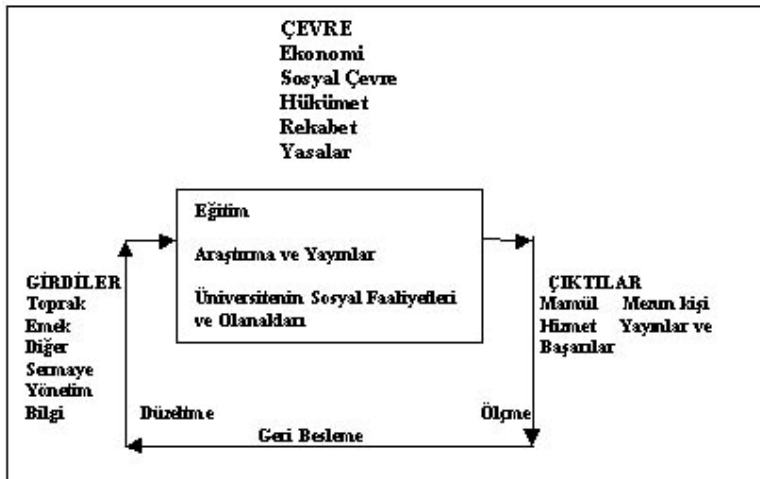 ÇEVRE
Ekonomi
Sosyal Çevre
Hükümet
Rekabet
Yasalar
Eğitim
Araştırma ve Yayınlar
Üniversitenin Sosyal Faaliyetleri
ve Olanakları
GİRDİLER
Toprak
Emek
Diğer
Sermaye
Yönetim
Bilgi
ÇIKTILAR
Mamül Mezun kişi
Hizmet Yayınlar ve
Başarılar
Düzeltme
Ölçme
Geri Besleme